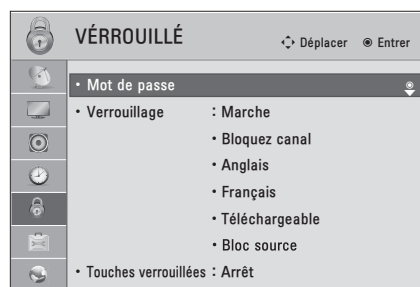 VÉRROUILLÉ Déplacer Entrer
• Mot de passe
• Verrouillage : Marche
• Bloquez canal
• Anglais
• Français
• Téléchargeable
• Bloc source
• Touches verrouillées : Arrêt